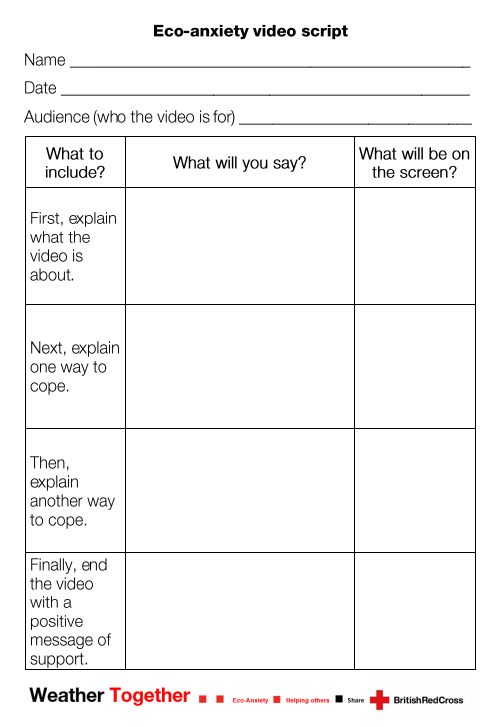 Eco-anxiety video script
Name
Date
Audience (who the video is for)
What to
include?
What will you say?
What will be on
the screen?
First, explain
what the
video is
about.
Next, explain
one way to
cope.
Then,
explain
another way
to cope.
Finally, end
the video
with a
positive
message of
support.
Weather Together
Eco-Anxiety
Helping others
Share
BritishRedCross